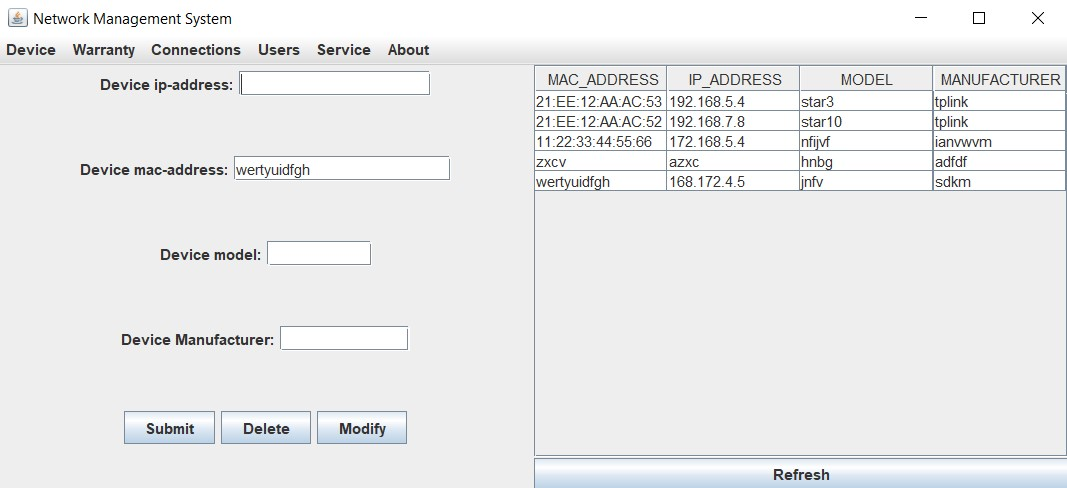 Network Management System
Device Warranty Connections Users Service About
Device ip-address:
Device mac-address: wertyuidfgh
Device model:
Device Manufacturer:
Submit Delete Modify
MAC_ADDRESS IP_ADDRESS MODEL MANUFACTURER
21:EE:12:AA:AC:53 192.168.5.4 star3 tplink
21:EE:12:AA:AC:52 192.168.7.8 star10 tplink
11:22:33:44:55:66 172.168.5.4 nfijvf ianvwvm
zxcv azxc hnbg adfdf
wertyuidfgh 168.172.4.5 jnfv sdkm
Refresh